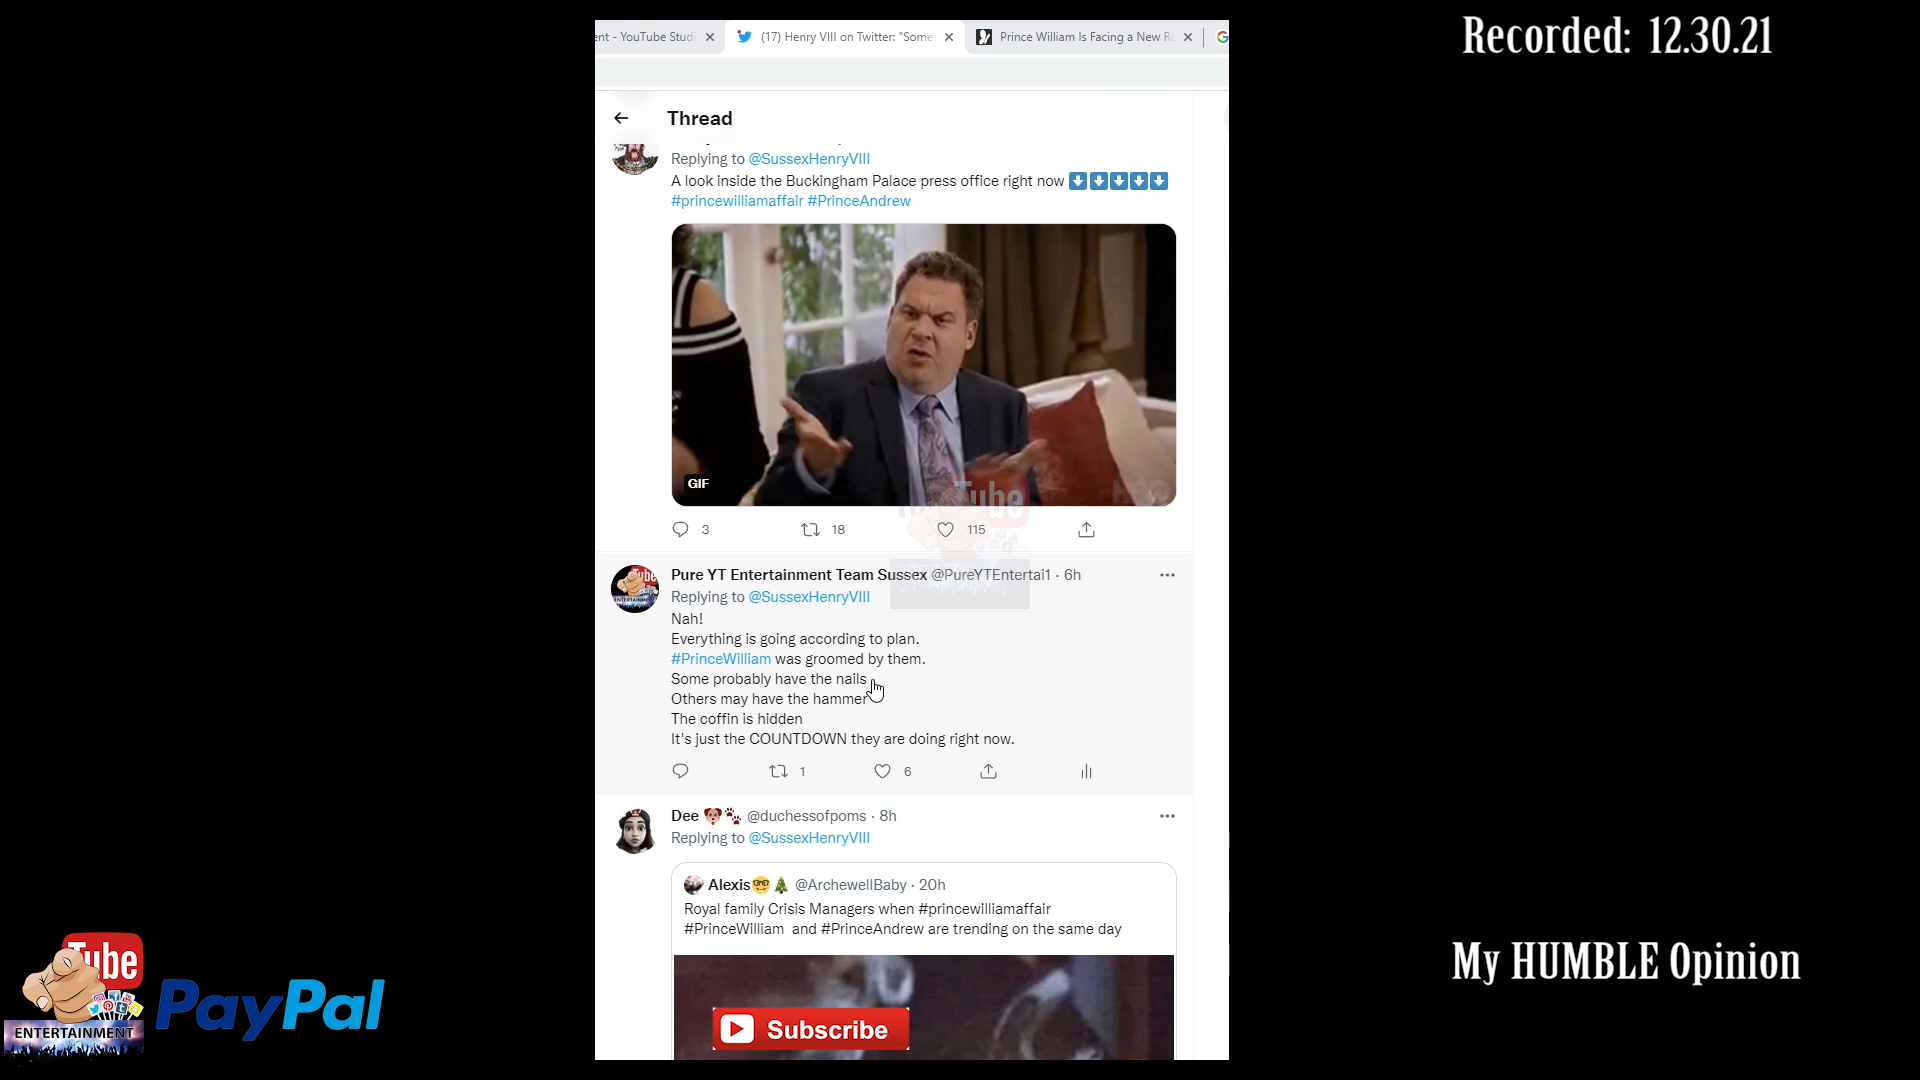 Recorded: 12.30.21
ent - YouTube Studi
(17) Henry VIII on Twitter: "Some
Prince William Is Facing a New Ro
Thread
Replying to @SussexHenryVIII
A look inside the Buckingham Palace press office right now
#princewilliamaffair #PrinceAndrew
GIF
3
18
115
Pure YT Entertainment Team Sussex @PureYTEntertai1 · 6h
Replying to @SussexHenryVIII
Nah!
Everything is going according to plan.
#PrinceWilliam was groomed by them.
Some probably have the nails
Others may have the hammer
The coffin is hidden
It's just the COUNTDOWN they are doing right now.
1
6
Dee @duchessofpoms · 8h
Replying to @SussexHenryVIII
Alexis @ArchewellBaby · 20h
Royal family Crisis Managers when #princewilliamaffair
#PrinceWilliam and #PrinceAndrew are trending on the same day
Subscribe
Tube
ENTERTAINMENT
PayPal
My HUMBLE Opinion